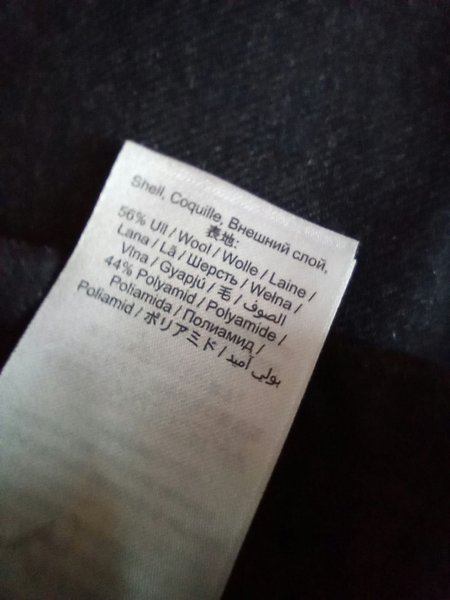 Shell, Coquille, Внешний слой,
表地:
56% Ull / Wool / Wolle / Laine /
Lana / Lã / Шерсть / Wełna /
Vlna / Gyapjú / 毛 / الصوف /
44% Polyamid / Polyamide /
Poliamida / Полиамид /
Poliamid / ポリアミド / بولي أميد